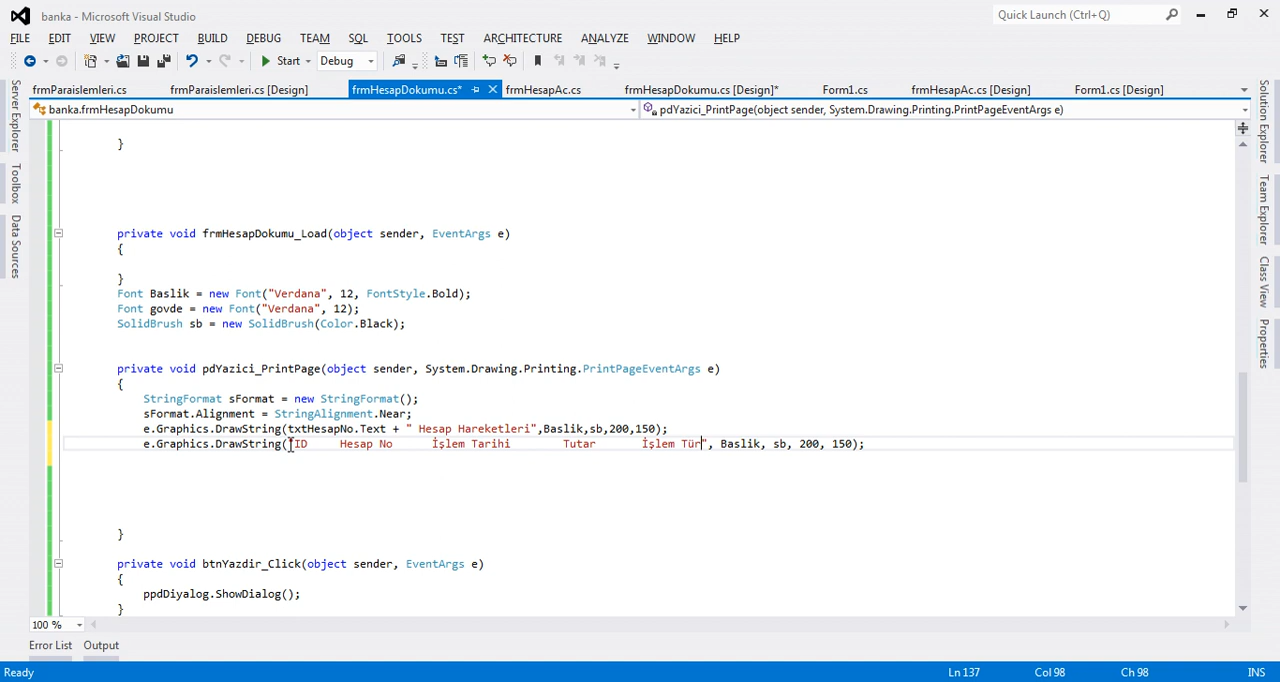 banka - Microsoft Visual Studio
Quick Launch (Ctrl+Q)
FILE EDIT VIEW PROJECT BUILD DEBUG TEAM SQL TOOLS TEST ARCHITECTURE ANALYZE WINDOW HELP
Start Debug
frmParaislemleri.cs frmParaislemleri.cs [Design] frmHesapDokumu.cs* frmHesapAc.cs frmHesapDokumu.cs [Design]* Form1.cs frmHesapAc.cs [Design] Form1.cs [Design]
banka.frmHesapDokumu pdYazici_PrintPage(object sender, System.Drawing.Printing.PrintPageEventArgs e)
Server Explorer
Toolbox
Data Sources
}
private void frmHesapDokumu_Load(object sender, EventArgs e)
{
}
Font Baslik = new Font("Verdana", 12, FontStyle.Bold);
Font govde = new Font("Verdana", 12);
SolidBrush sb = new SolidBrush(Color.Black);
private void pdYazici_PrintPage(object sender, System.Drawing.Printing.PrintPageEventArgs e)
{
StringFormat sFormat = new StringFormat();
sFormat.Alignment = StringAlignment.Near;
e.Graphics.DrawString(txtHesapNo.Text + " Hesap Hareketleri",Baslik,sb,200,150);
e.Graphics.DrawString("ID Hesap No İşlem Tarihi Tutar İşlem Tür", Baslik, sb, 200, 150);
}
private void btnYazdir_Click(object sender, EventArgs e)
{
ppdDiyalog.ShowDialog();
}
Solution Explorer
Team Explorer
Class View
Properties
100 %
Error List Output
Ready Ln 137 Col 98 Ch 98 INS